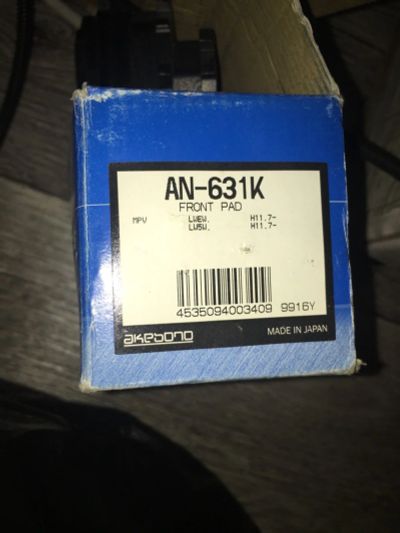 AN-631K
FRONT PAD
MPV LWEW. H11.7-
LW5W. H11.7-
4535094003409 9916Y
akebono MADE IN JAPAN